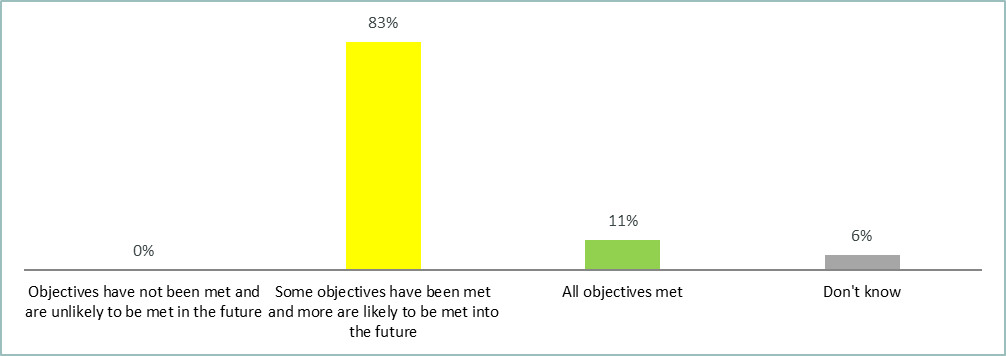 83%
11%
6%
0%
Objectives have not been met and
are unlikely to be met in the future
Some objectives have been met
and more are likely to be met into
the future
All objectives met
Don't know